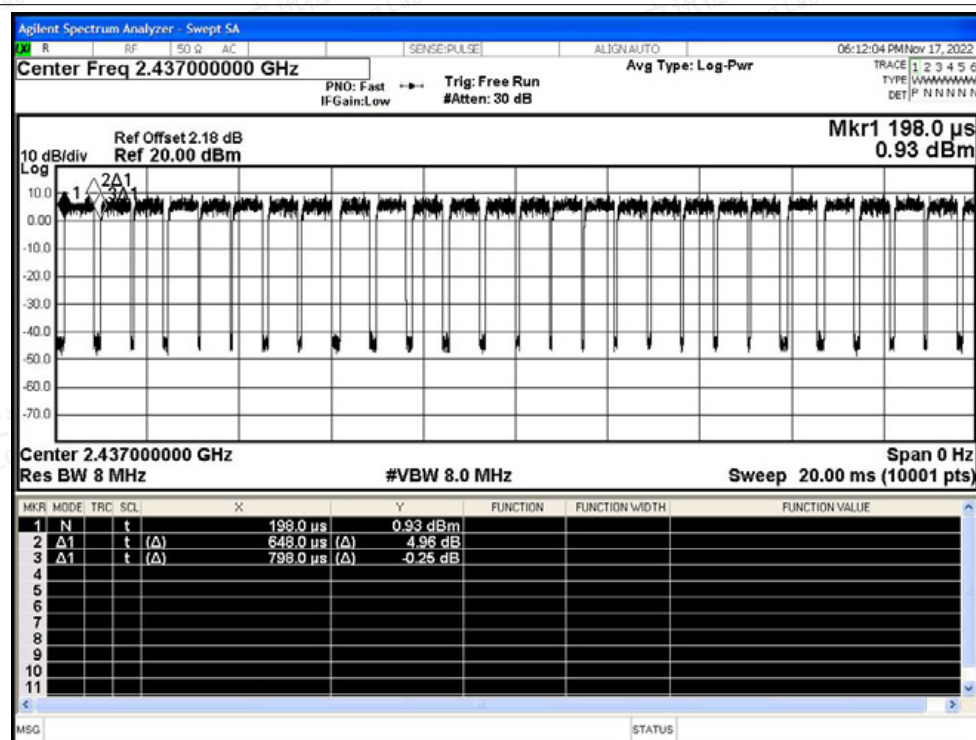 Agilent Spectrum Analyzer - Swept SA
R RF 50 Ω AC SENSE:PULSE ALIGN AUTO 06:12:04 PM Nov 17, 2022
Center Freq 2.437000000 GHz
Avg Type: Log-Pwr
TRACE 1 2 3 4 5 6
PNO: Fast Trig: Free Run
TYPE WWWWWW
IFGain:Low #Atten: 30 dB
DET P N N N N N
Mkr1 198.0 µs
0.93 dBm
Ref Offset 2.18 dB
10 dB/div Ref 20.00 dBm
Log
1 2Δ1
3Δ1
10.0
0.00
-10.0
-20.0
-30.0
-40.0
-50.0
-60.0
-70.0
Center 2.437000000 GHz Span 0 Hz
Res BW 8 MHz #VBW 8.0 MHz Sweep 20.00 ms (10001 pts)
MKR MODE TRC SCL X Y FUNCTION FUNCTION WIDTH FUNCTION VALUE
1 N t 198.0 µs 0.93 dBm
2 Δ1 t (Δ) 648.0 µs (Δ) 4.96 dB
3 Δ1 t (Δ) 798.0 µs (Δ) -0.25 dB
4
5
6
7
8
9
10
11
MSG STATUS